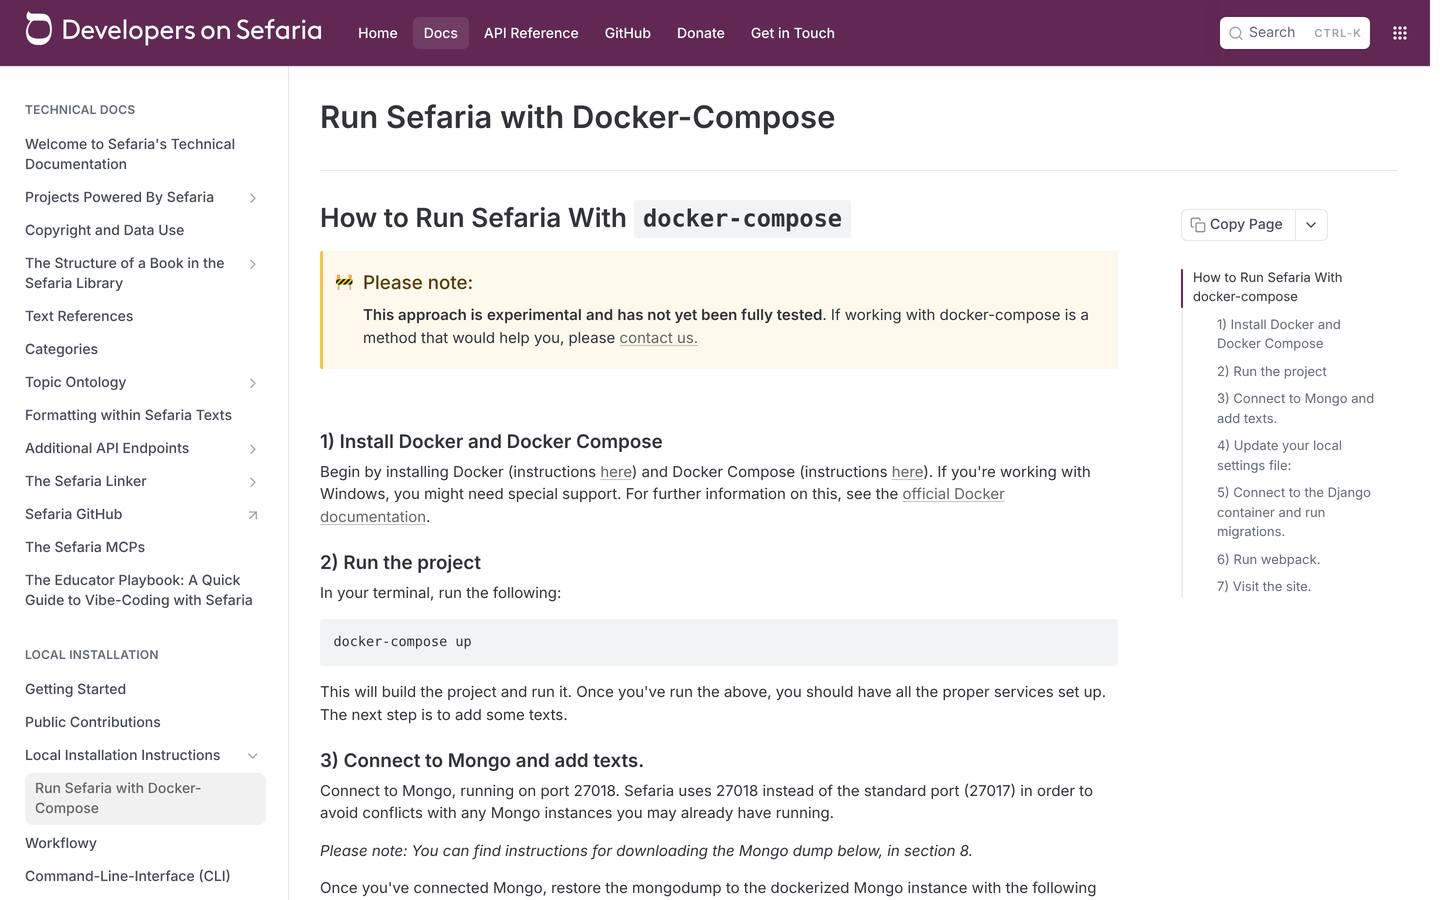 Developers on Sefaria
Home Docs API Reference GitHub Donate Get in Touch
Search CTRL-K
TECHNICAL DOCS
Welcome to Sefaria's Technical
Documentation
Projects Powered By Sefaria
Copyright and Data Use
The Structure of a Book in the
Sefaria Library
Text References
Categories
Topic Ontology
Formatting within Sefaria Texts
Additional API Endpoints
The Sefaria Linker
Sefaria GitHub
The Sefaria MCPs
The Educator Playbook: A Quick
Guide to Vibe-Coding with Sefaria
LOCAL INSTALLATION
Getting Started
Public Contributions
Local Installation Instructions
Run Sefaria with Docker-
Compose
Workflowy
Command-Line-Interface (CLI)
Run Sefaria with Docker-Compose
How to Run Sefaria With docker-compose
🚧 Please note:
This approach is experimental and has not yet been fully tested. If working with docker-compose is a
method that would help you, please contact us.
1) Install Docker and Docker Compose
Begin by installing Docker (instructions here) and Docker Compose (instructions here). If you're working with
Windows, you might need special support. For further information on this, see the official Docker
documentation.
2) Run the project
In your terminal, run the following:
docker-compose up
This will build the project and run it. Once you've run the above, you should have all the proper services set up.
The next step is to add some texts.
3) Connect to Mongo and add texts.
Connect to Mongo, running on port 27018. Sefaria uses 27018 instead of the standard port (27017) in order to
avoid conflicts with any Mongo instances you may already have running.
Please note: You can find instructions for downloading the Mongo dump below, in section 8.
Once you've connected Mongo, restore the mongodump to the dockerized Mongo instance with the following
Copy Page
How to Run Sefaria With
docker-compose
1) Install Docker and
Docker Compose
2) Run the project
3) Connect to Mongo and
add texts.
4) Update your local
settings file:
5) Connect to the Django
container and run
migrations.
6) Run webpack.
7) Visit the site.